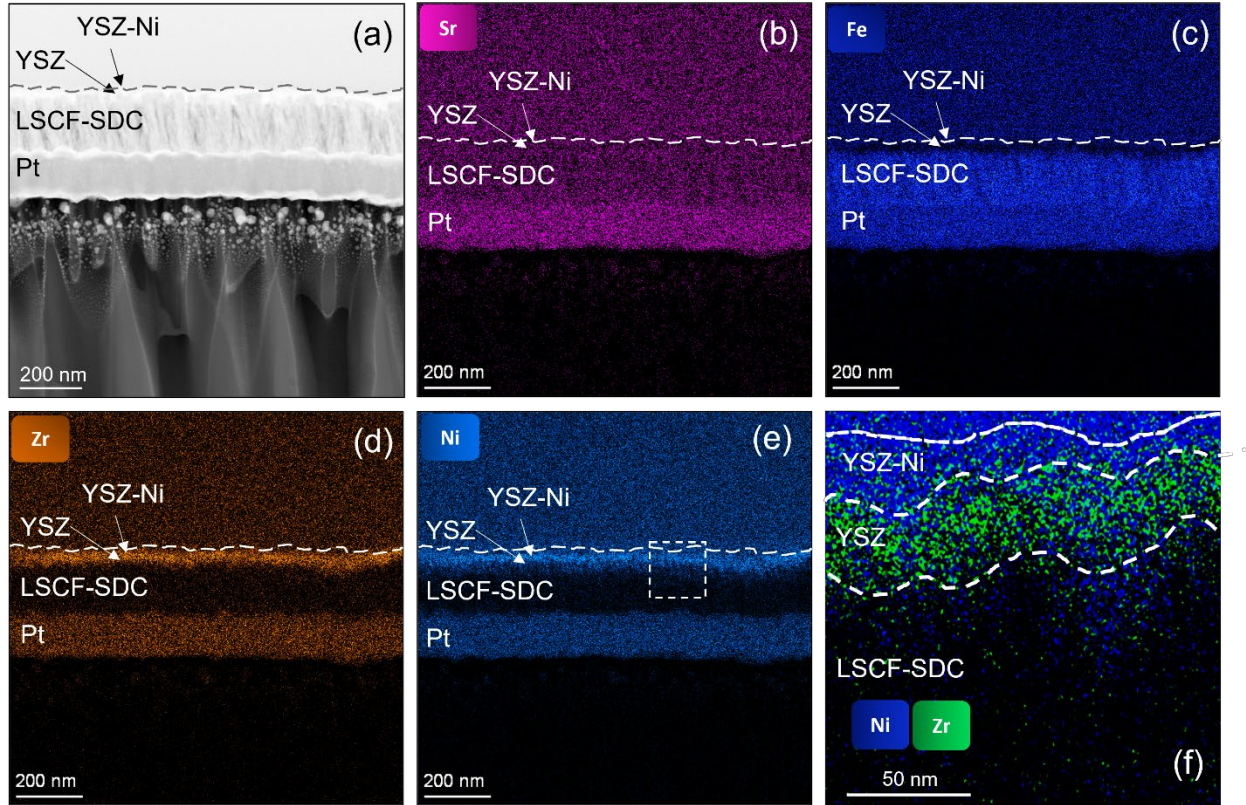 (a)
YSZ-Ni
YSZ
LSCF-SDC
Pt
200 nm
Sr
(b)
YSZ-Ni
YSZ
LSCF-SDC
Pt
200 nm
Fe
(c)
YSZ-Ni
YSZ
LSCF-SDC
Pt
200 nm
Zr
(d)
YSZ-Ni
YSZ
LSCF-SDC
Pt
200 nm
Ni
(e)
YSZ-Ni
YSZ
LSCF-SDC
Pt
200 nm
YSZ-Ni
YSZ
LSCF-SDC
Ni Zr
50 nm
(f)